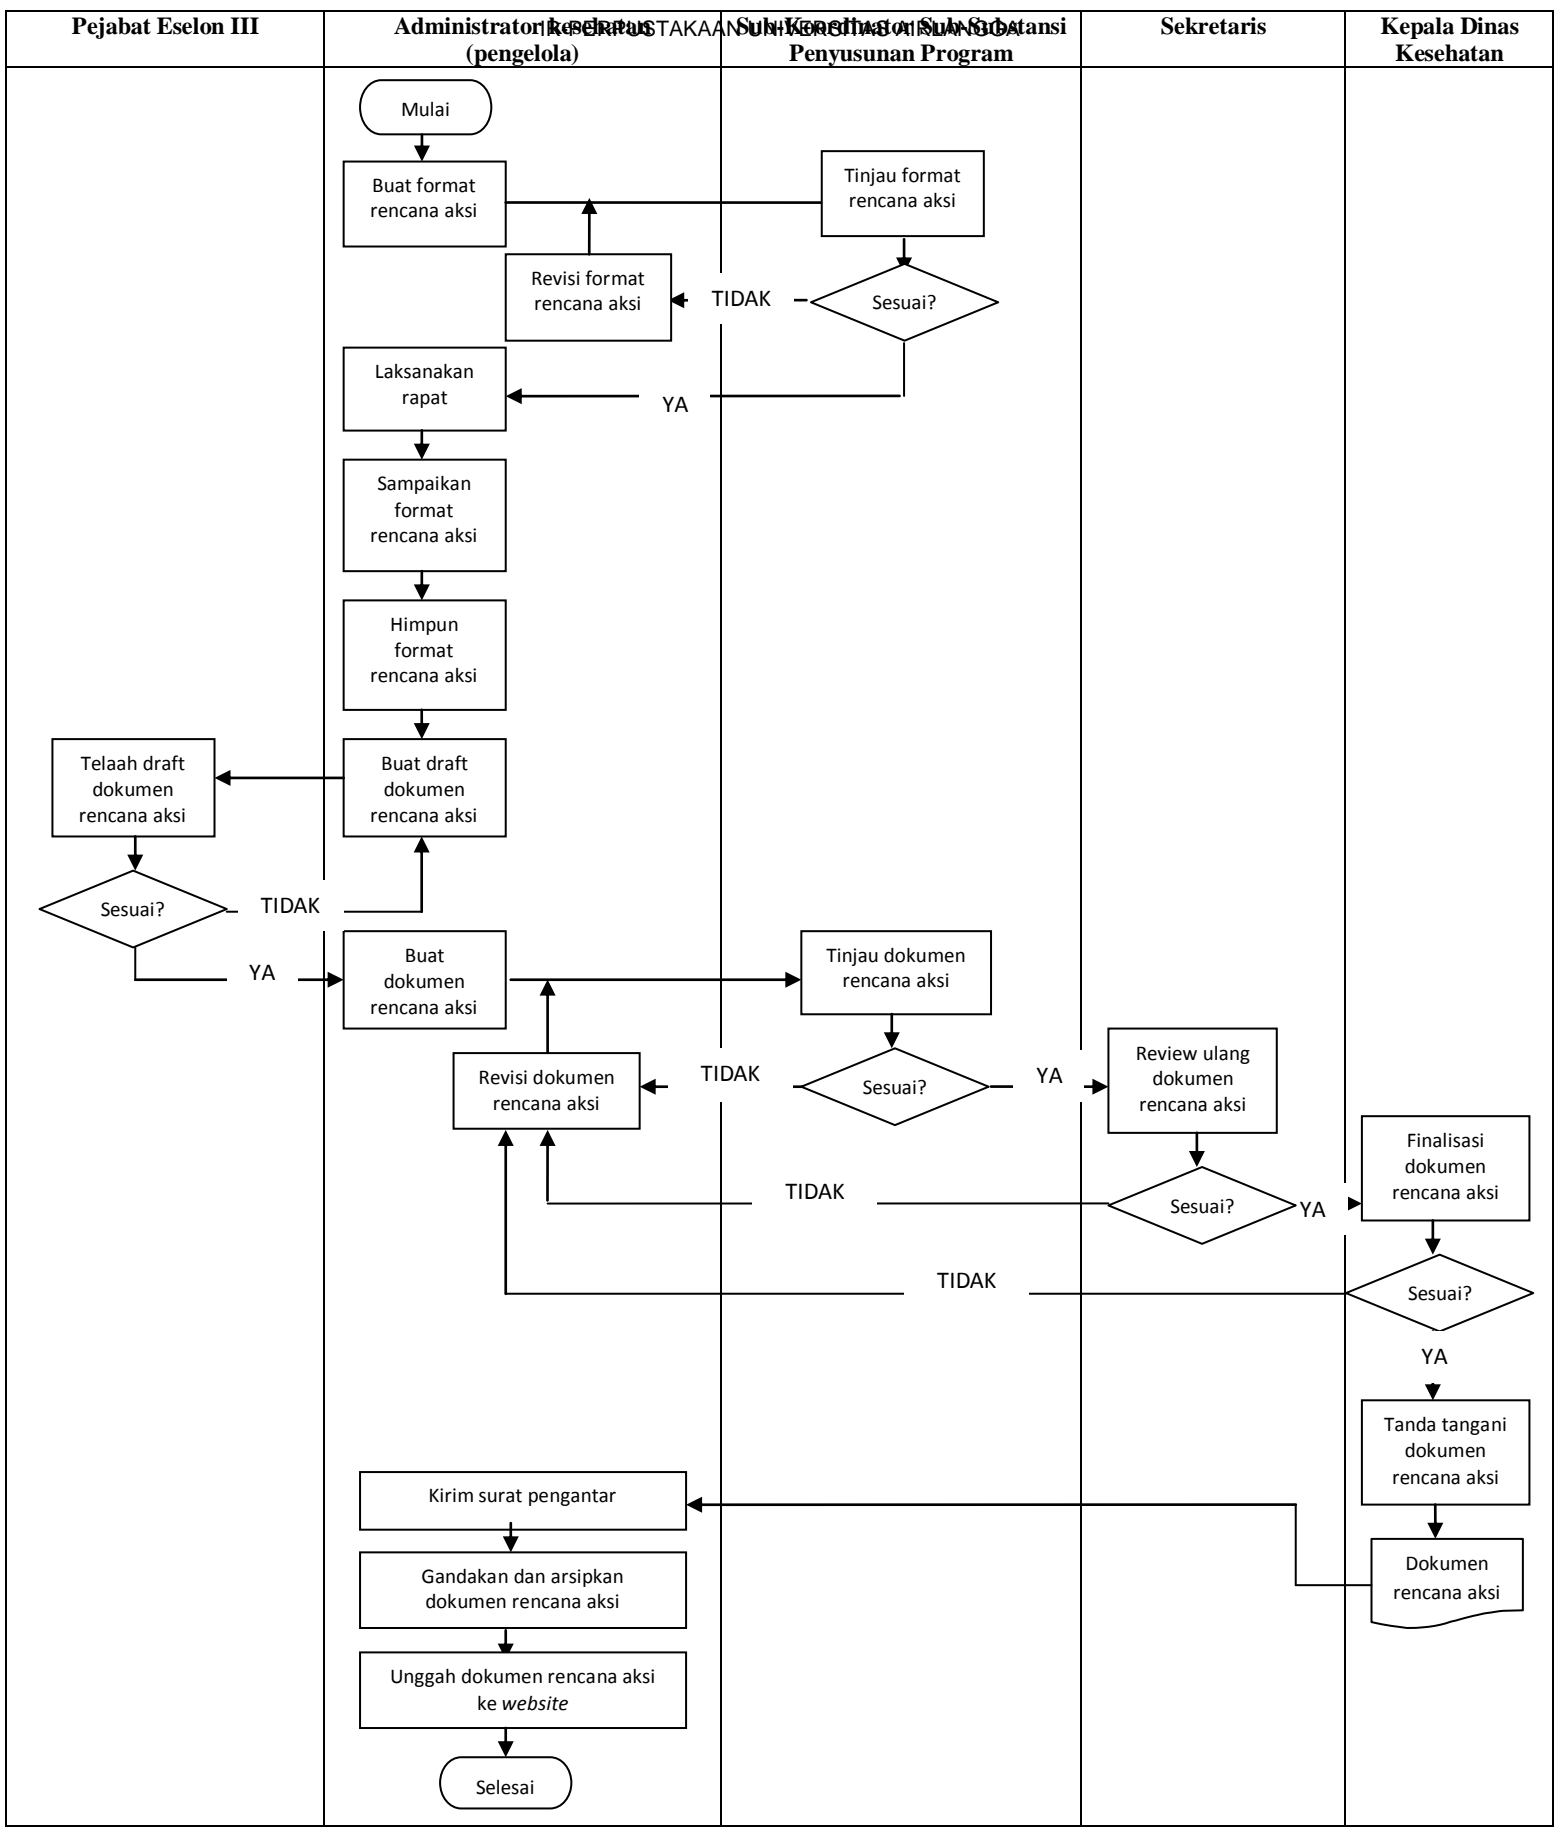 IR-PERPUSTAKAAN UNIVERSITAS AIRLANGGA
Pejabat Eselon III
Administrator kesehatan
(pengelola)
Sub-Koordinator Sub-Substansi
Penyusunan Program
Sekretaris
Kepala Dinas
Kesehatan
Mulai
Buat format
rencana aksi
Tinjau format
rencana aksi
Revisi format
rencana aksi
TIDAK
Sesuai?
Laksanakan
rapat
YA
Sampaikan
format
rencana aksi
Himpun
format
rencana aksi
Telaah draft
dokumen
rencana aksi
Buat draft
dokumen
rencana aksi
Sesuai?
TIDAK
YA
Buat
dokumen
rencana aksi
Tinjau dokumen
rencana aksi
Revisi dokumen
rencana aksi
TIDAK
Sesuai?
YA
Review ulang
dokumen
rencana aksi
TIDAK
Sesuai?
YA
Finalisasi
dokumen
rencana aksi
TIDAK
Sesuai?
YA
Tanda tangani
dokumen
rencana aksi
Kirim surat pengantar
Dokumen
rencana aksi
Gandakan dan arsipkan
dokumen rencana aksi
Unggah dokumen rencana aksi
ke website
Selesai